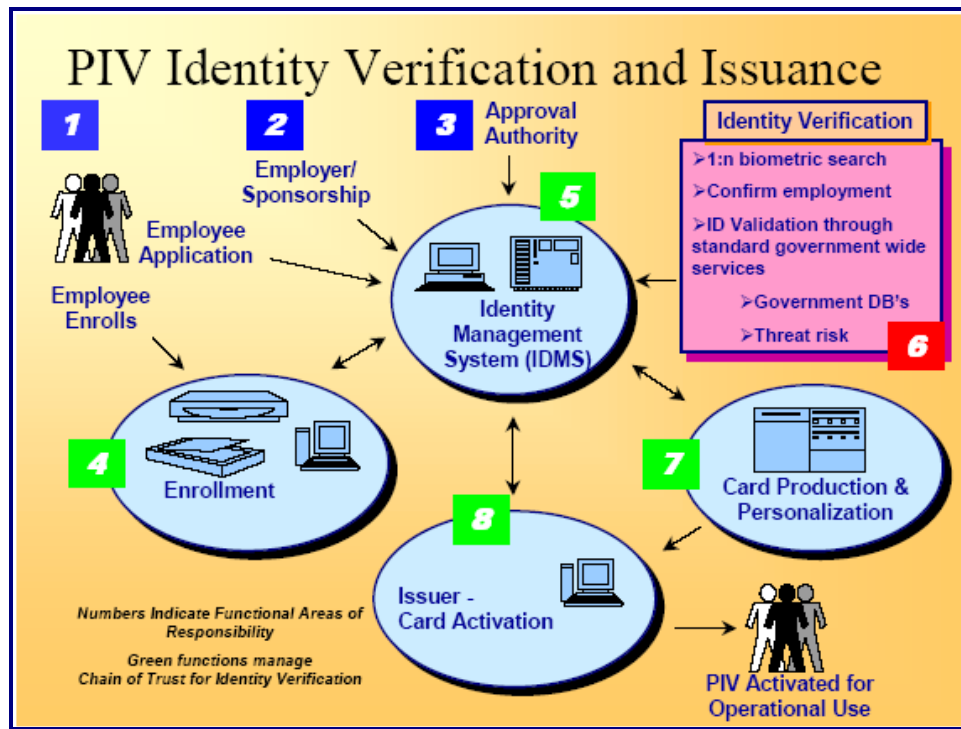 PIV Identity Verification and Issuance
1
2
3
Approval
Authority
Identity Verification
➢1:n biometric search
➢Confirm employment
➢ID Validation through
standard government wide
services
➢Government DB's
➢Threat risk
6
Employer/
Sponsorship
Employee
Application
Employee
Enrolls
5
Identity
Management
System (IDMS)
4
Enrollment
7
Card Production &
Personalization
8
Issuer -
Card Activation
Numbers Indicate Functional Areas of
Responsibility
Green functions manage
Chain of Trust for Identity Verification
PIV Activated for
Operational Use